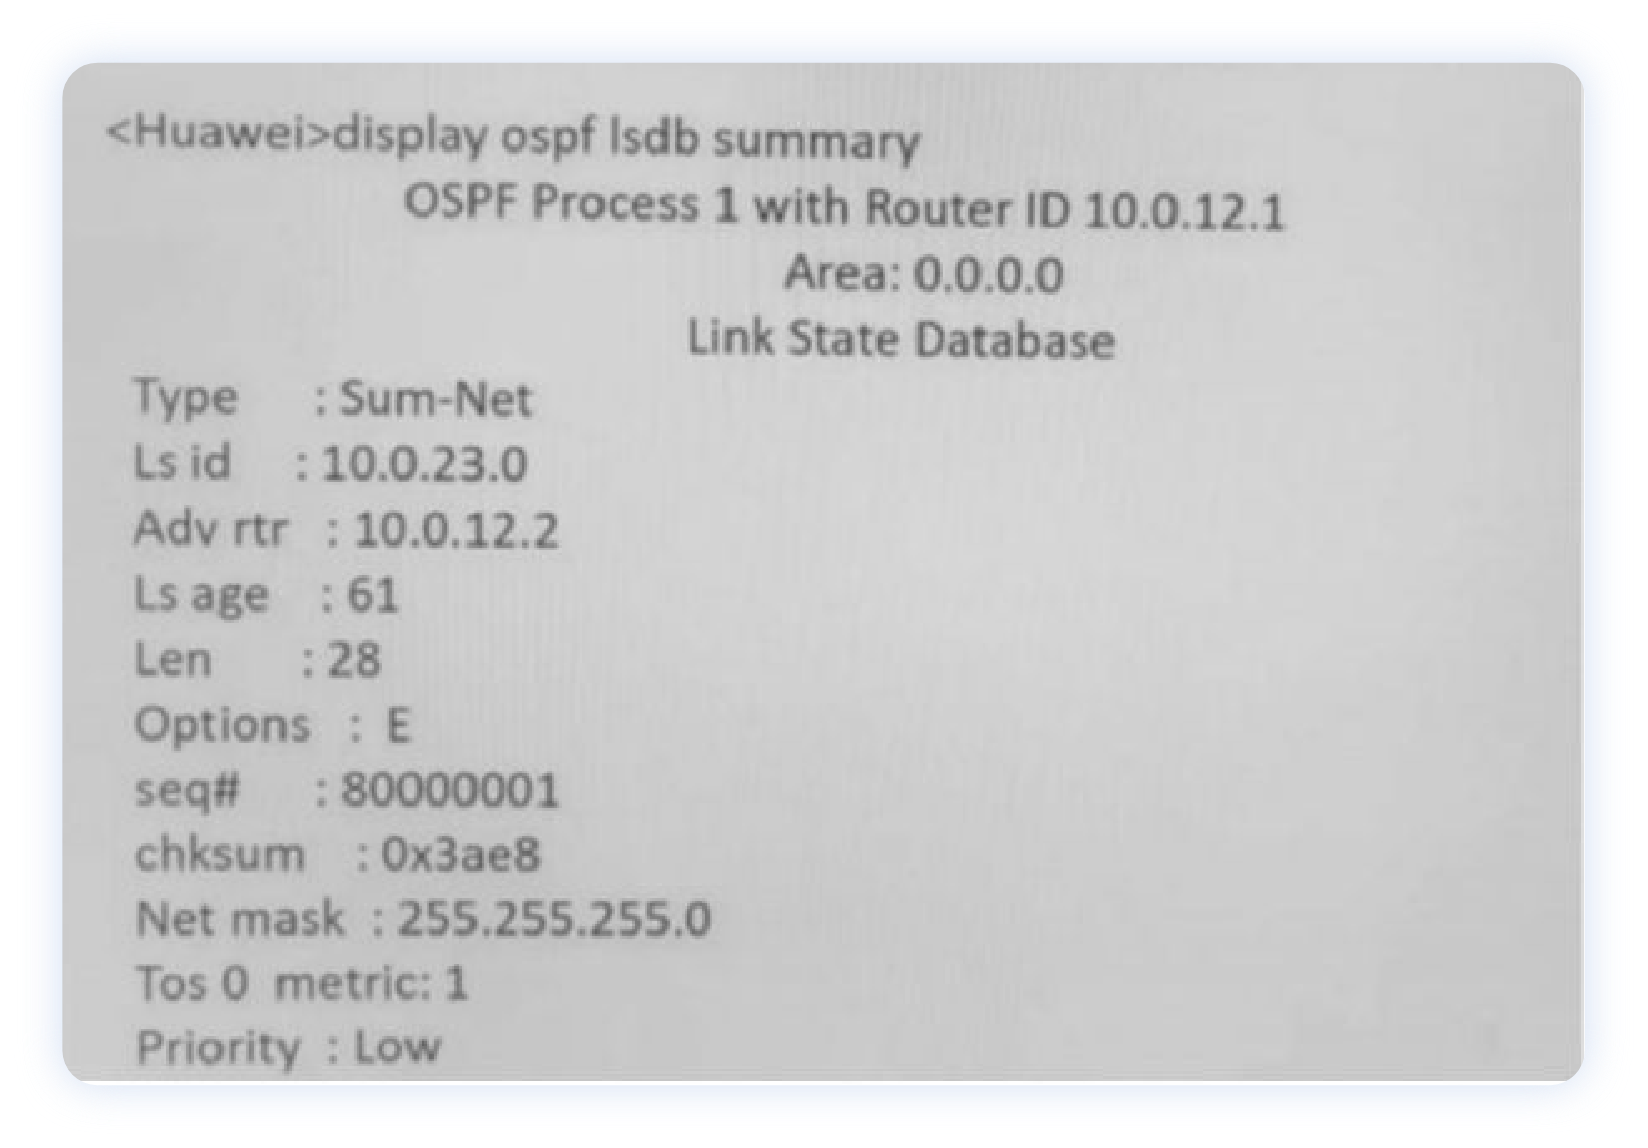 <Huawei>display ospf lsdb summary
OSPF Process 1 with Router ID 10.0.12.1
Area: 0.0.0.0
Link State Database
Type : Sum-Net
Ls id : 10.0.23.0
Adv rtr : 10.0.12.2
Ls age : 61
Len : 28
Options : E
seq# : 80000001
chksum : 0x3ae8
Net mask : 255.255.255.0
Tos 0 metric: 1
Priority : Low